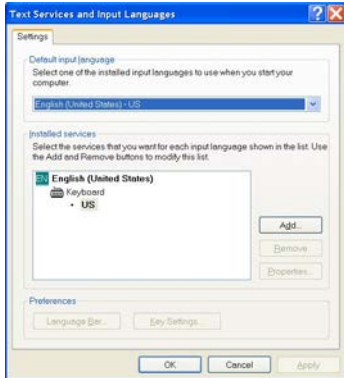 Text Services and Input Languages
Settings
Default input language
Select one of the installed input languages to use when you start your
computer.
English (United States) - US
Installed services
Select the services that you want for each input language shown in the list. Use
the Add and Remove buttons to modify this list.
EN English (United States)
Keyboard
• US
Add...
Remove
Properties...
Preferences
Language Bar...
Key Settings...
OK
Cancel
Apply